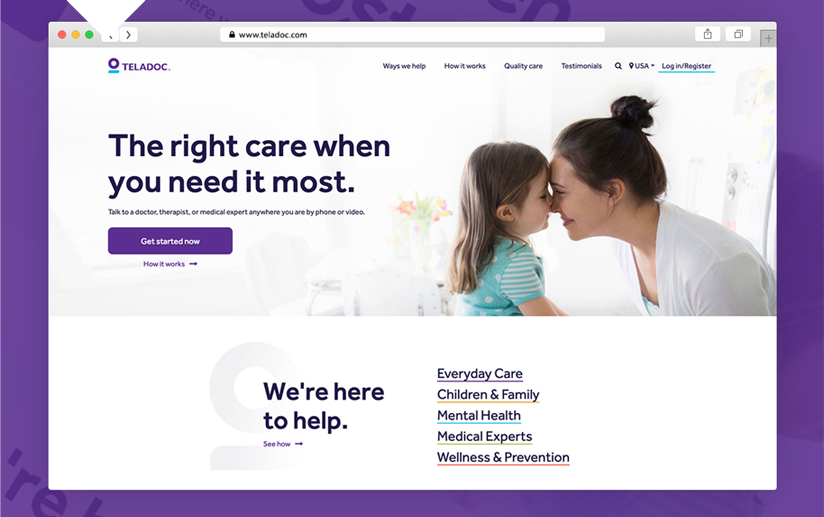 www.teladoc.com
TELADOC
Ways we help
How it works
Quality care
Testimonials
USA
Log in/Register
The right care when
you need it most.
Talk to a doctor, therapist, or medical expert anywhere you are by phone or video.
Get started now
How it works
We're here
to help.
See how
Everyday Care
Children & Family
Mental Health
Medical Experts
Wellness & Prevention